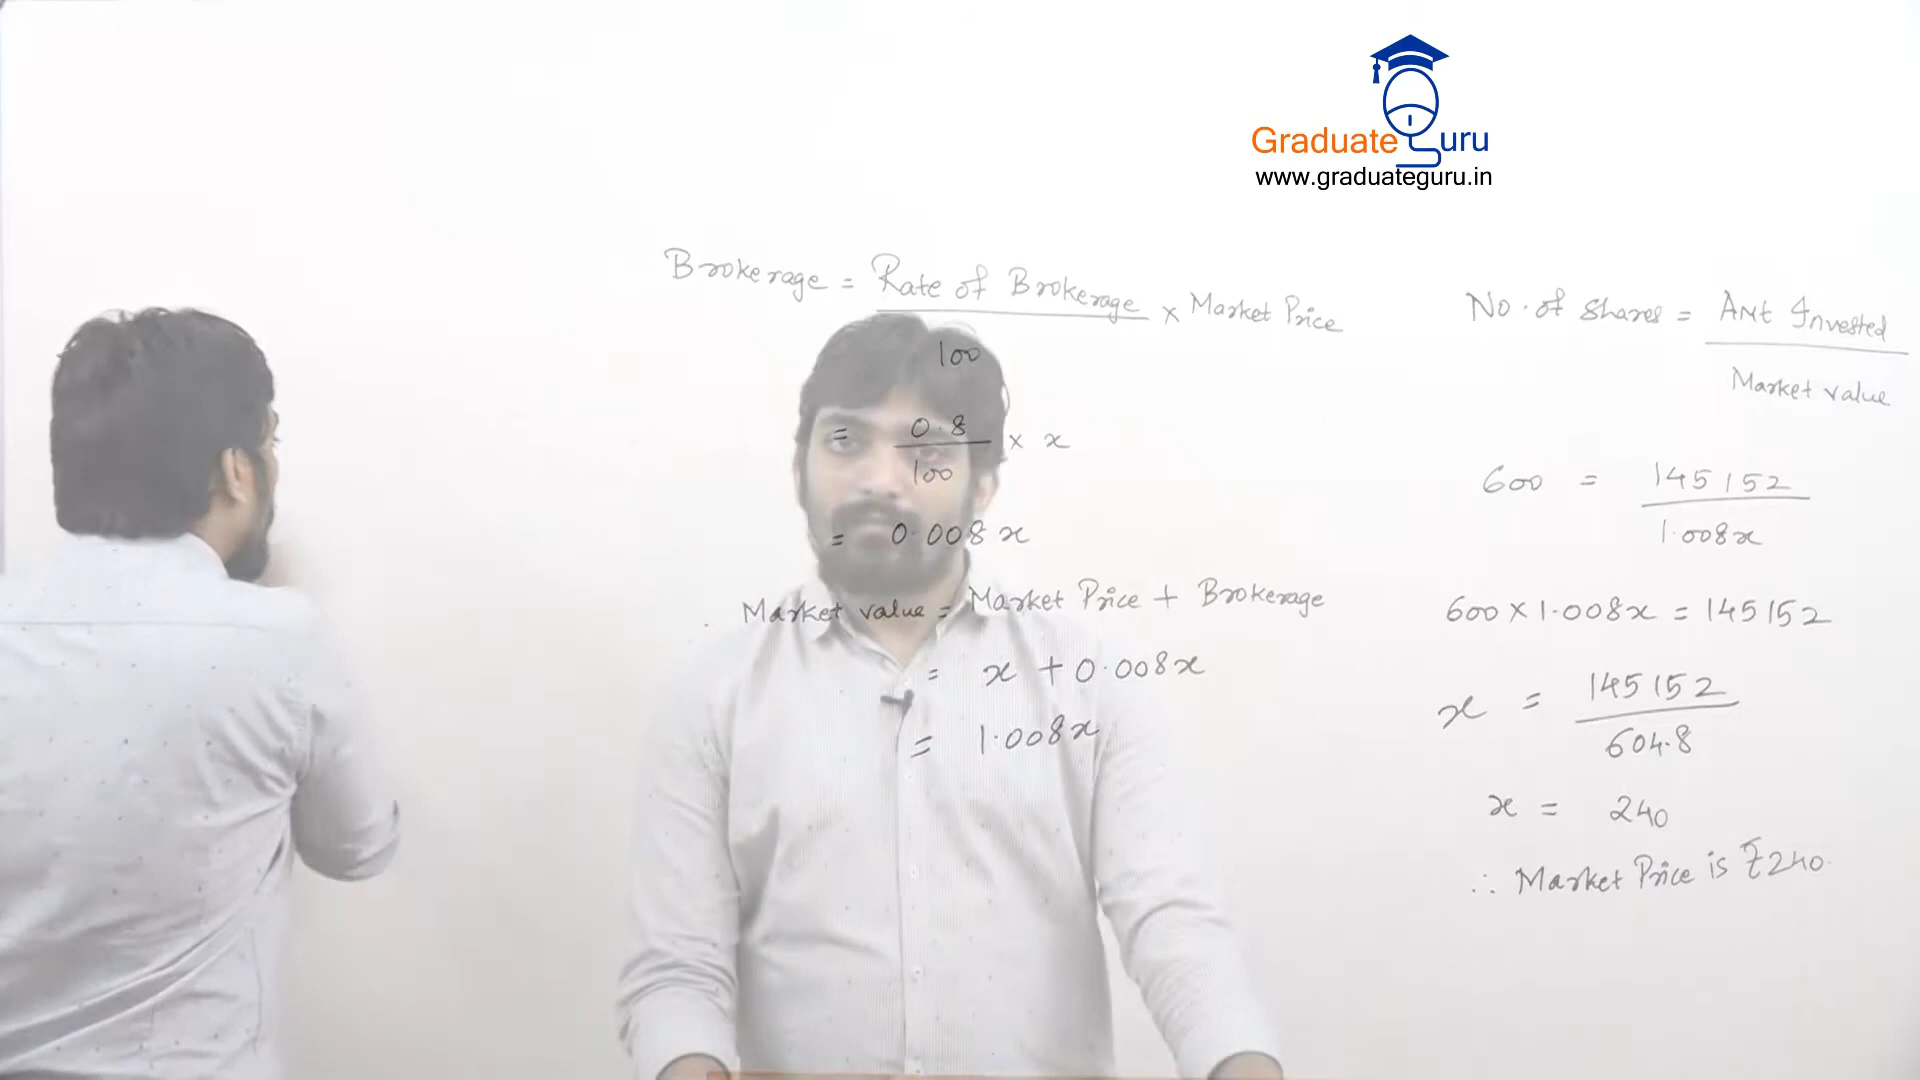 Graduate Guru
www.graduateguru.in
Brokerage = Rate of Brokerage / 100 × Market Price
= 0.8 / 100 × x
= 0.008x
Market value = Market Price + Brokerage
= x + 0.008x
= 1.008x
No. of Shares = Amt Invested / Market value
600 = 145152 / 1.008x
600 × 1.008x = 145152
x = 145152 / 604.8
x = 240
∴ Market Price is ₹240.